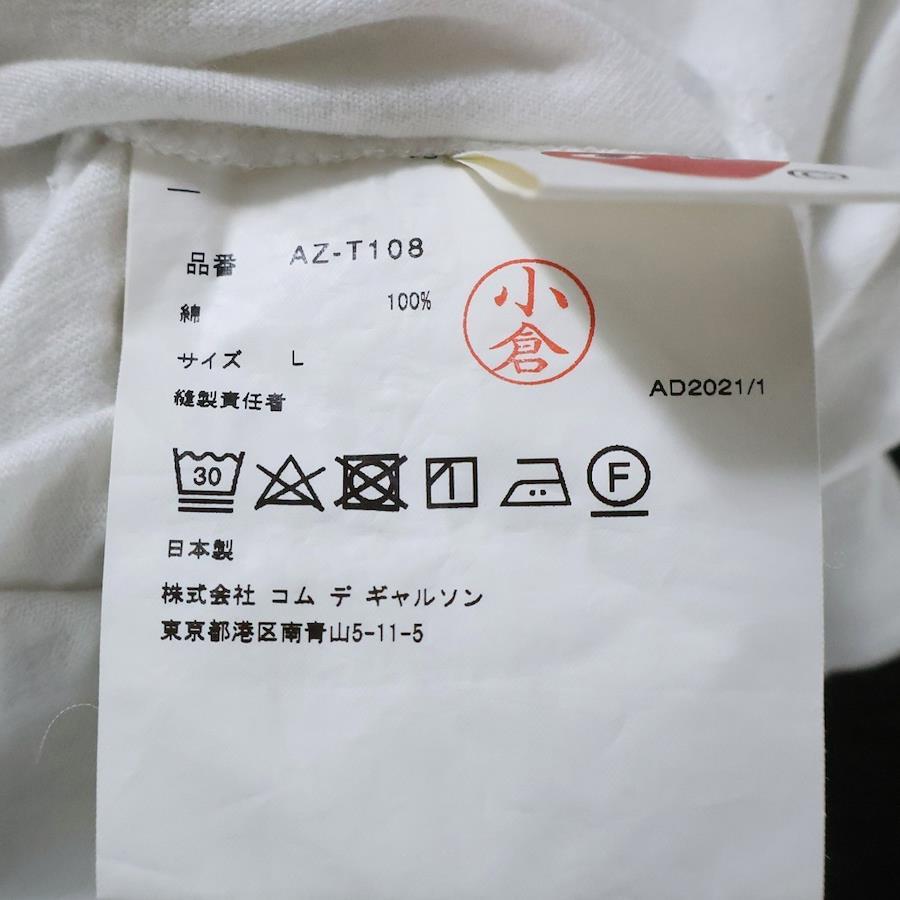 品番 AZ-T108
綿 100%
小倉
サイズ L
AD2021/1
縫製責任者
30
F
日本製
株式会社 コム デ ギャルソン
東京都港区南青山5-11-5